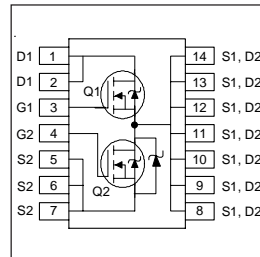 D1 1 14 S1, D2
D1 2 13 S1, D2
Q1
G1 3 12 S1, D2
G2 4 11 S1, D2
S2 5 10 S1, D2
S2 6 9 S1, D2
Q2
S2 7 8 S1, D2